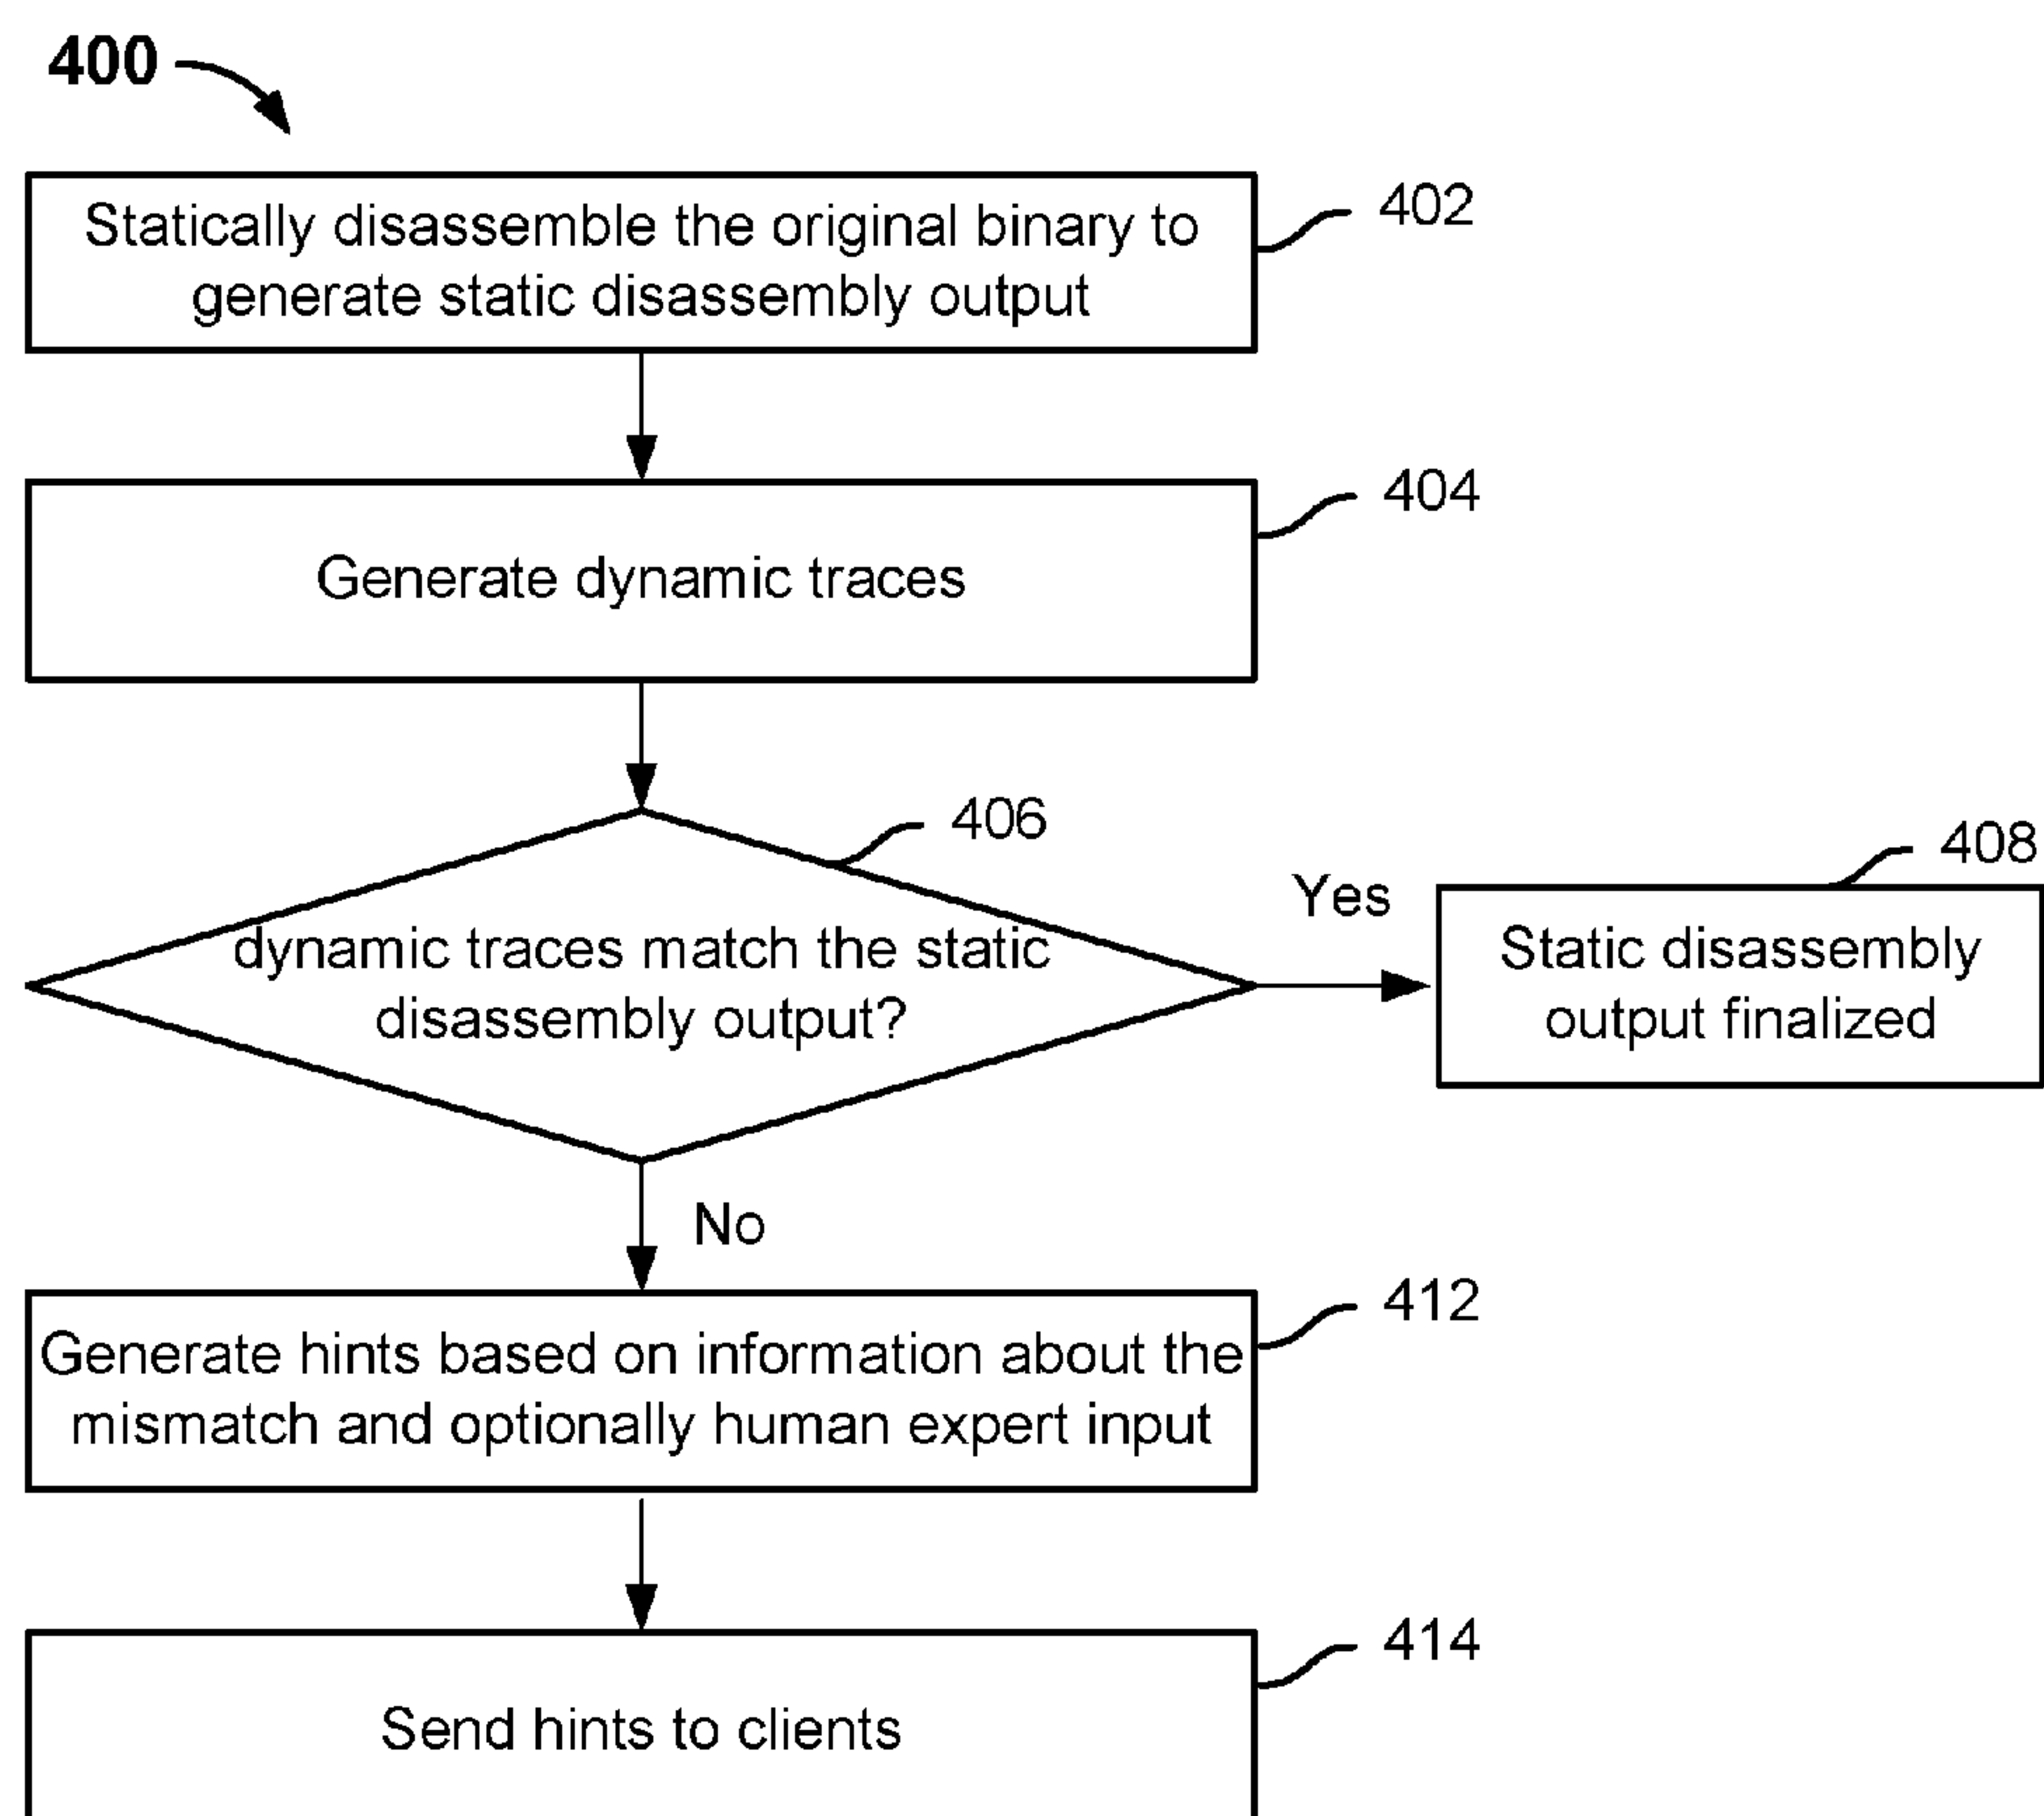 400
Statically disassemble the original binary to
generate static disassembly output
402
Generate dynamic traces
404
dynamic traces match the static
disassembly output?
406
Yes
Static disassembly
output finalized
408
No
Generate hints based on information about the
mismatch and optionally human expert input
412
Send hints to clients
414